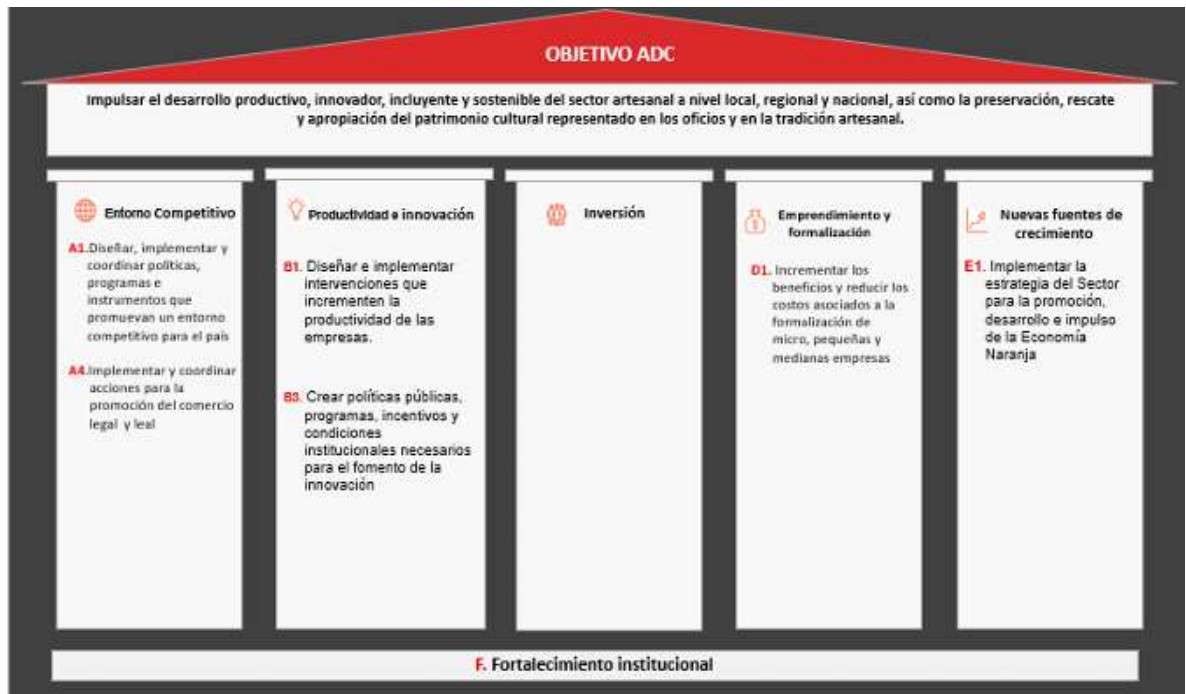 OBJETIVO ADC
Impulsar el desarrollo productivo, innovador, incluyente y sostenible del sector artesanal a nivel local, regional y nacional, así como la preservación, rescate
y apropiación del patrimonio cultural representado en los oficios y en la tradición artesanal.
Entorno Competitivo
A1.Diseñar, implementar y
coordinar políticas,
programas e
instrumentos que
promuevan un entorno
competitivo para el país
A4.Implementar y coordinar
acciones para la
promoción del comercio
legal y leal
Productividad e innovación
B1. Diseñar e implementar
intervenciones que
incrementen la
productividad de las
empresas.
B3. Crear políticas públicas,
programas, incentivos y
condiciones
institucionales necesarios
para el fomento de la
innovación
Inversión
Emprendimiento y
formalización
D1. Incrementar los
beneficios y reducir los
costos asociados a la
formalización de
micro, pequeñas y
medianas empresas
Nuevas fuentes de
crecimiento
E1. Implementar la
estrategia del Sector
para la promoción,
desarrollo e impulso
de la Economía
Naranja
F. Fortalecimiento institucional